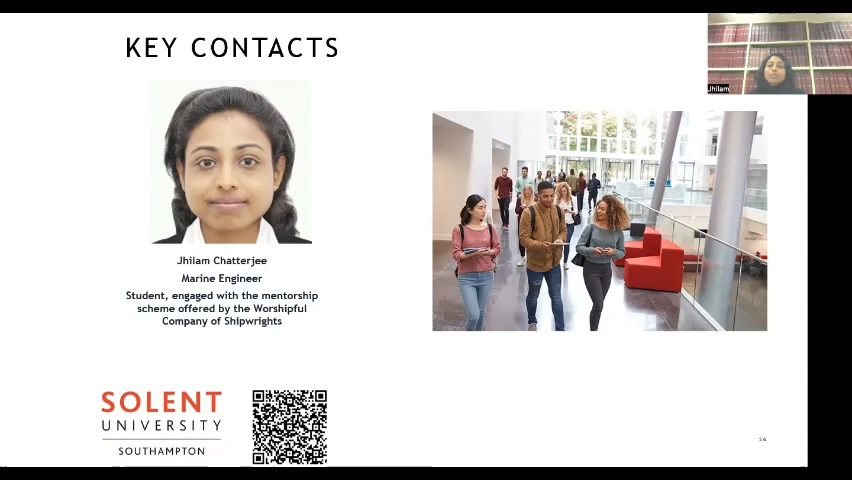 KEY CONTACTS
Jhilam
Jhilam Chatterjee
Marine Engineer
Student, engaged with the mentorship
scheme offered by the Worshipful
Company of Shipwrights
SOLENT
UNIVERSITY
SOUTHAMPTON
26